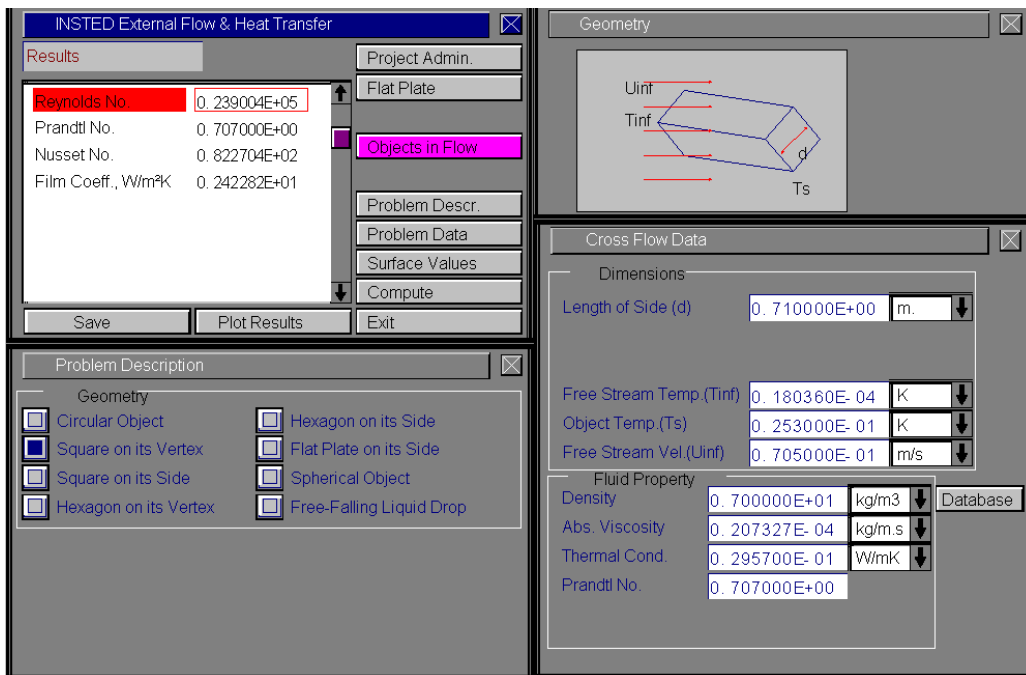 INSTED External Flow & Heat Transfer
Results
Reynolds No. 0. 239004E+05
Prandtl No. 0. 707000E+00
Nusset No. 0. 822704E+02
Film Coeff., W/m²K 0. 242282E+01
Save
Plot Results
Project Admin.
Flat Plate
Objects in Flow
Problem Descr.
Problem Data
Surface Values
Compute
Exit
Geometry
Uinf
Tinf
d
Ts
Problem Description
Geometry
Circular Object
Square on its Vertex
Square on its Side
Hexagon on its Vertex
Hexagon on its Side
Flat Plate on its Side
Spherical Object
Free-Falling Liquid Drop
Cross Flow Data
Dimensions
Length of Side (d) 0. 710000E+00 m.
Free Stream Temp.(Tinf) 0. 180360E- 04 K
Object Temp.(Ts) 0. 253000E- 01 K
Free Stream Vel.(Uinf) 0. 705000E- 01 m/s
Fluid Property
Density 0. 700000E+01 kg/m3 Database
Abs. Viscosity 0. 207327E- 04 kg/m.s
Thermal Cond. 0. 295700E- 01 W/mK
Prandtl No. 0. 707000E+00